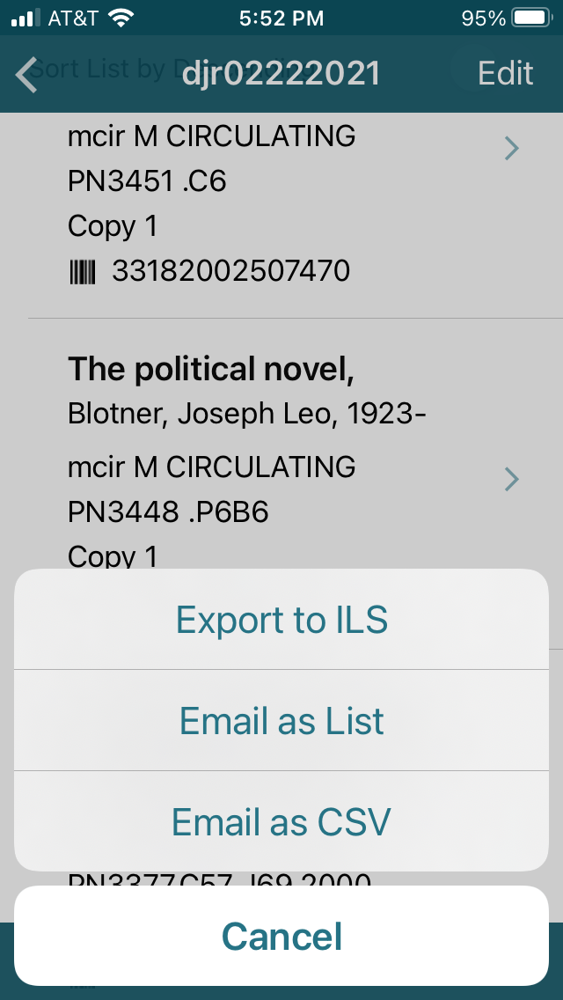 AT&T 5:52 PM 95%
Sort List by Descending
djr02222021 Edit
mcir M CIRCULATING
PN3451 .C6
Copy 1
33182002507470
The political novel,
Blotner, Joseph Leo, 1923-
mcir M CIRCULATING
PN3448 .P6B6
Copy 1
Export to ILS
Email as List
Email as CSV
PN3377.C57 J69 2000
Cancel